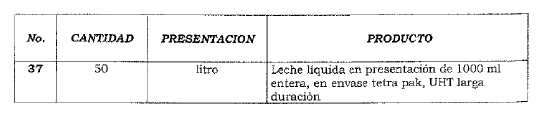 No. CANTIDAD PRESENTACION PRODUCTO
37 50 litro Leche líquida en presentación de 1000 ml
entera, en envase tetra pak, UHT larga
duración